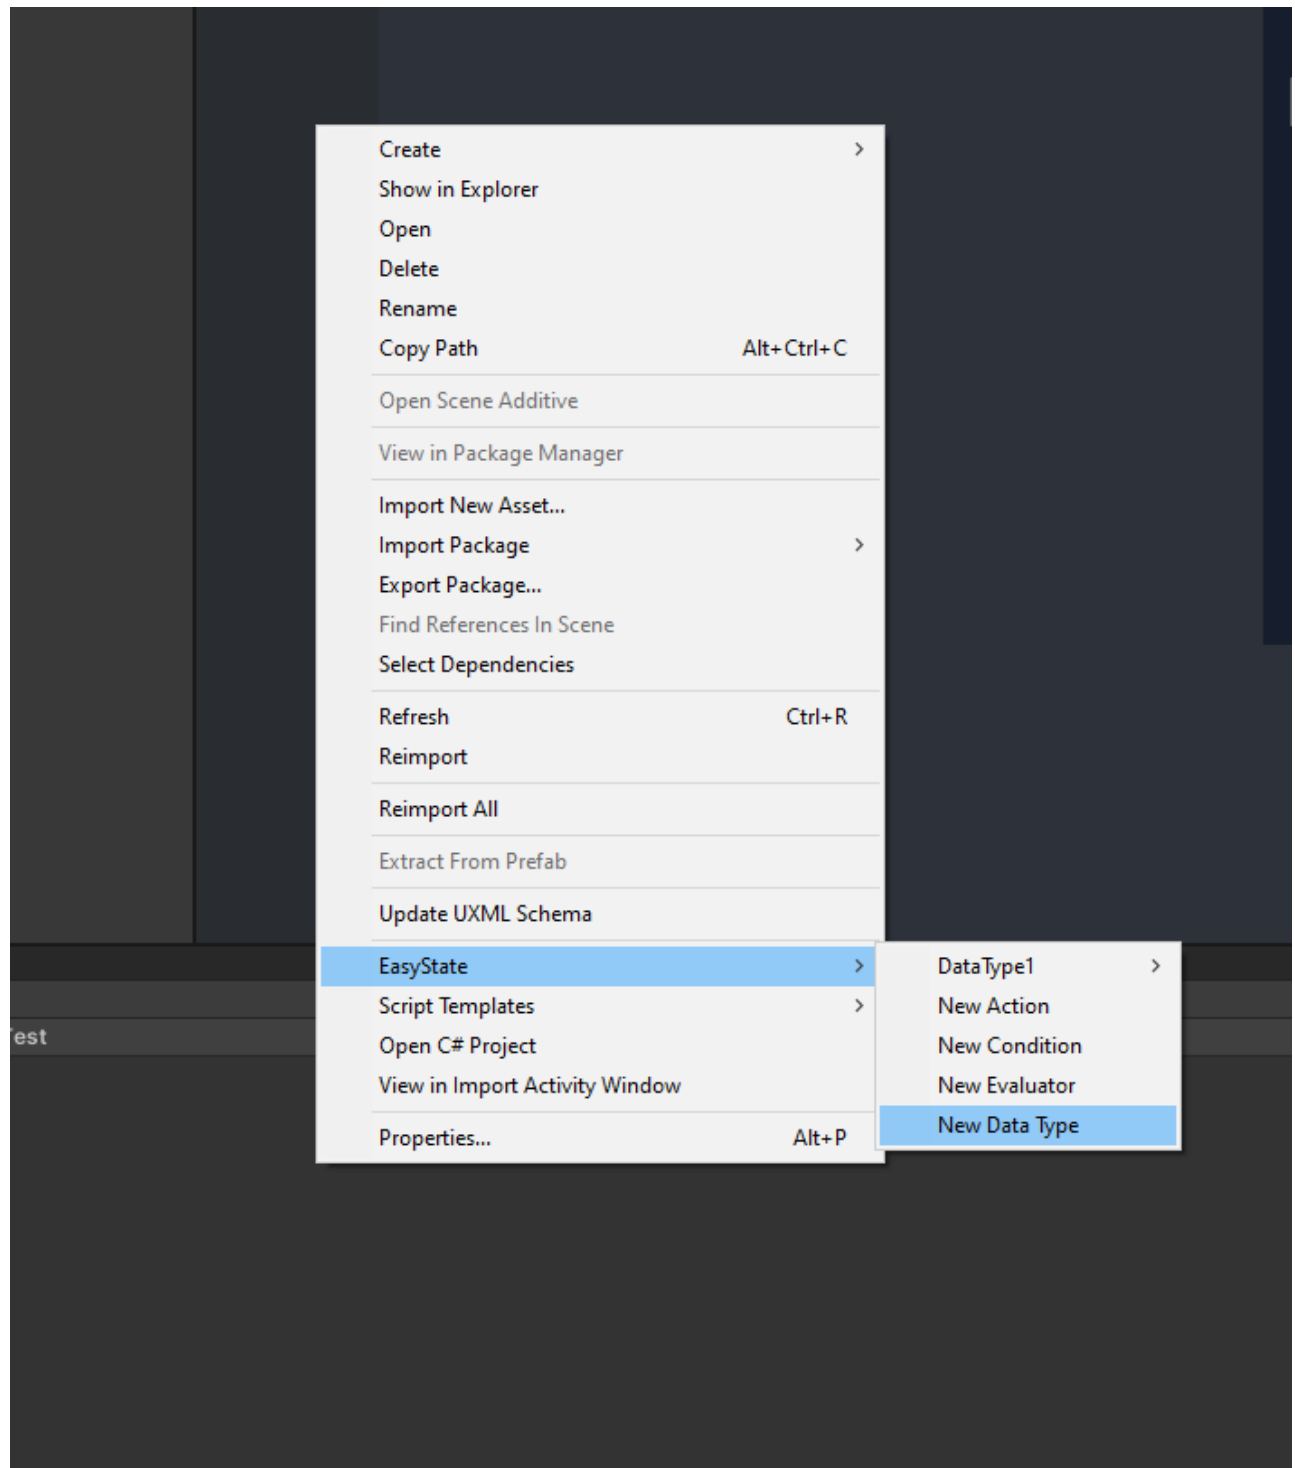 Create
Show in Explorer
Open
Delete
Rename
Copy Path Alt+Ctrl+C
Open Scene Additive
View in Package Manager
Import New Asset...
Import Package
Export Package...
Find References In Scene
Select Dependencies
Refresh Ctrl+R
Reimport
Reimport All
Extract From Prefab
Update UXML Schema
EasyState
Script Templates
Open C# Project
View in Import Activity Window
Properties... Alt+P
DataType1
New Action
New Condition
New Evaluator
New Data Type